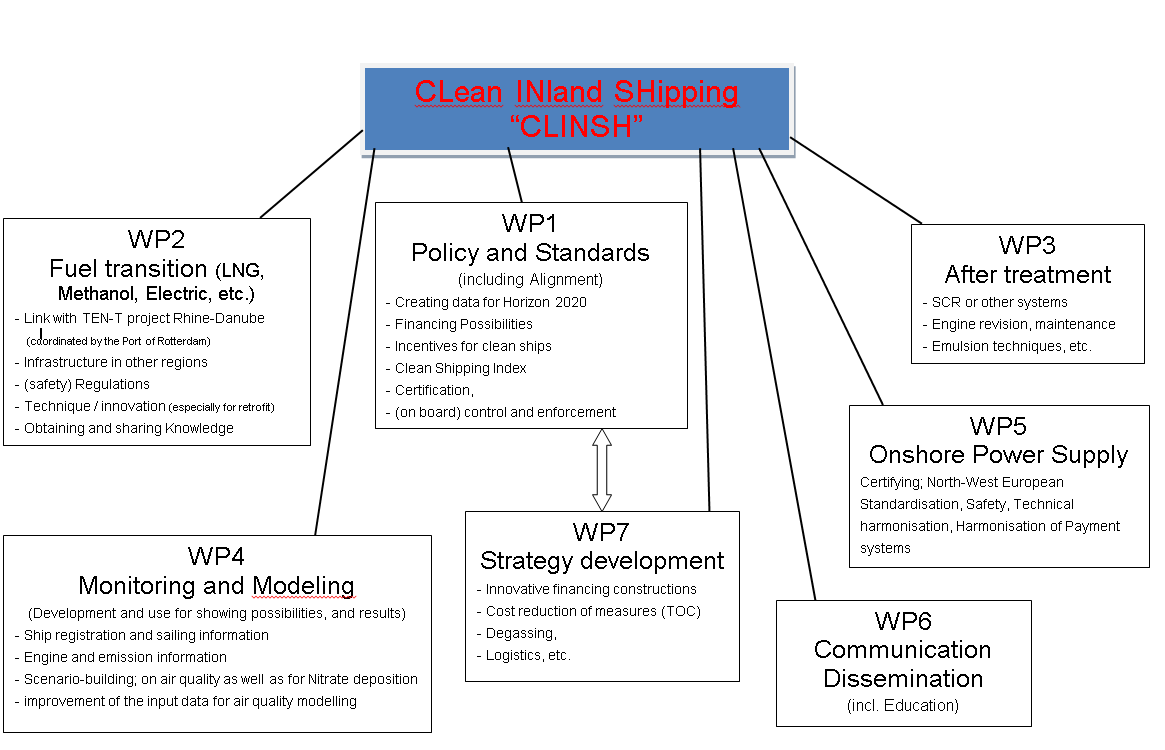 CLean INland SHipping
“CLINSH”
WP2
Fuel transition (LNG,
Methanol, Electric, etc.)
- Link with TEN-T project Rhine-Danube
(coordinated by the Port of Rotterdam)
- Infrastructure in other regions
- (safety) Regulations
- Technique / innovation (especially for retrofit)
- Obtaining and sharing Knowledge
WP1
Policy and Standards
(including Alignment)
- Creating data for Horizon 2020
- Financing Possibilities
- Incentives for clean ships
- Clean Shipping Index
- Certification,
- (on board) control and enforcement
WP3
After treatment
- SCR or other systems
- Engine revision, maintenance
- Emulsion techniques, etc.
WP5
Onshore Power Supply
Certifying; North-West European
Standardisation, Safety, Technical
harmonisation, Harmonisation of Payment
systems
WP4
Monitoring and Modeling
(Development and use for showing possibilities, and results)
- Ship registration and sailing information
- Engine and emission information
- Scenario-building; on air quality as well as for Nitrate deposition
- improvement of the input data for air quality modelling
WP7
Strategy development
- Innovative financing constructions
- Cost reduction of measures (TOC)
- Degassing,
- Logistics, etc.
WP6
Communication
Dissemination
(incl. Education)